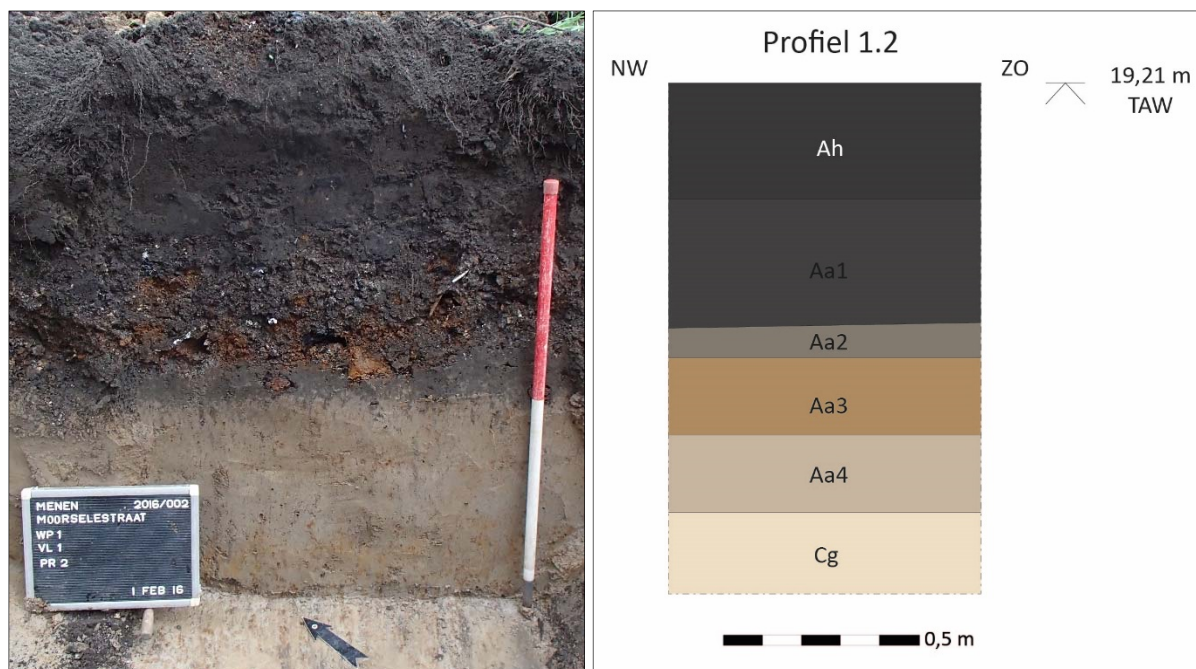 MENEN 2016/002
MOORSELESTRAAT
WP 1
VL 1
PR 2
1 FEB 16
Profiel 1.2
NW ZO 19,21 m
TAW
Ah
Aa1
Aa2
Aa3
Aa4
Cg
0,5 m